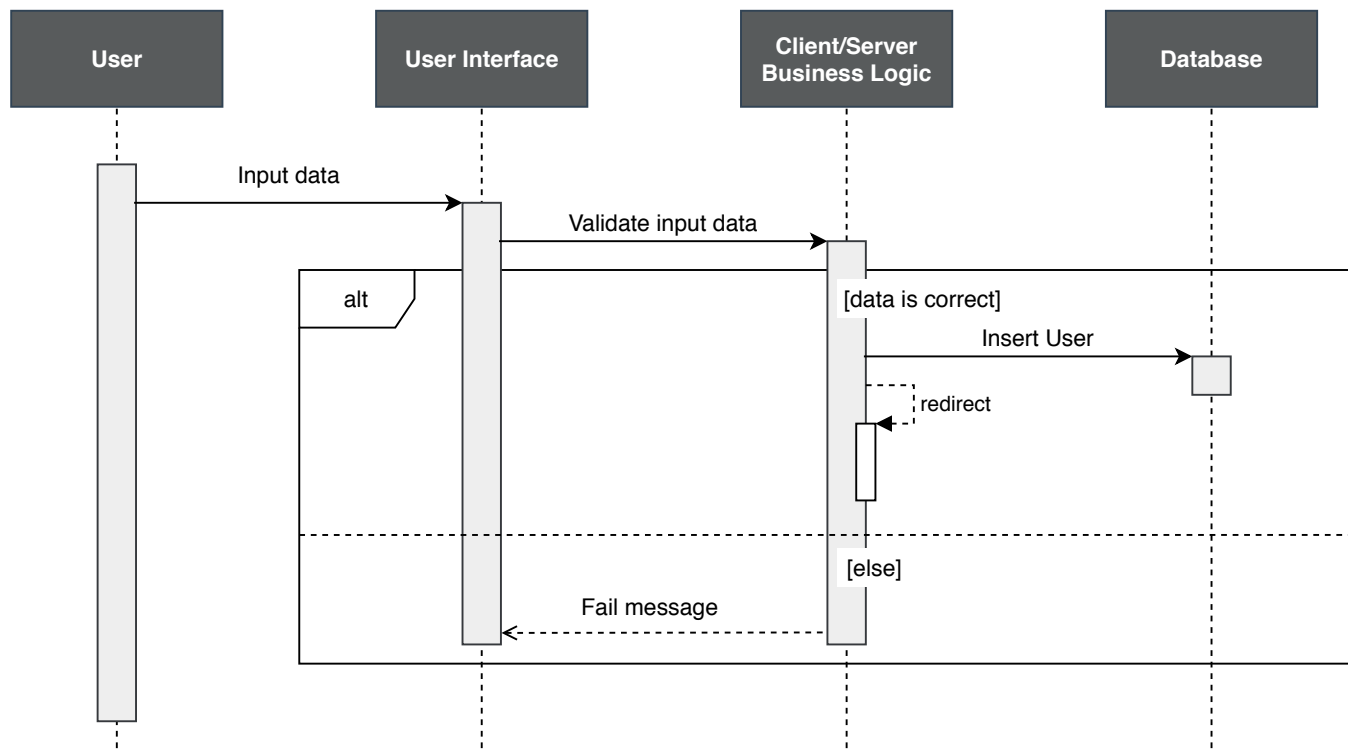 User
User Interface
Client/Server
Business Logic
Database
Input data
Validate input data
alt
[data is correct]
Insert User
redirect
[else]
Fail message